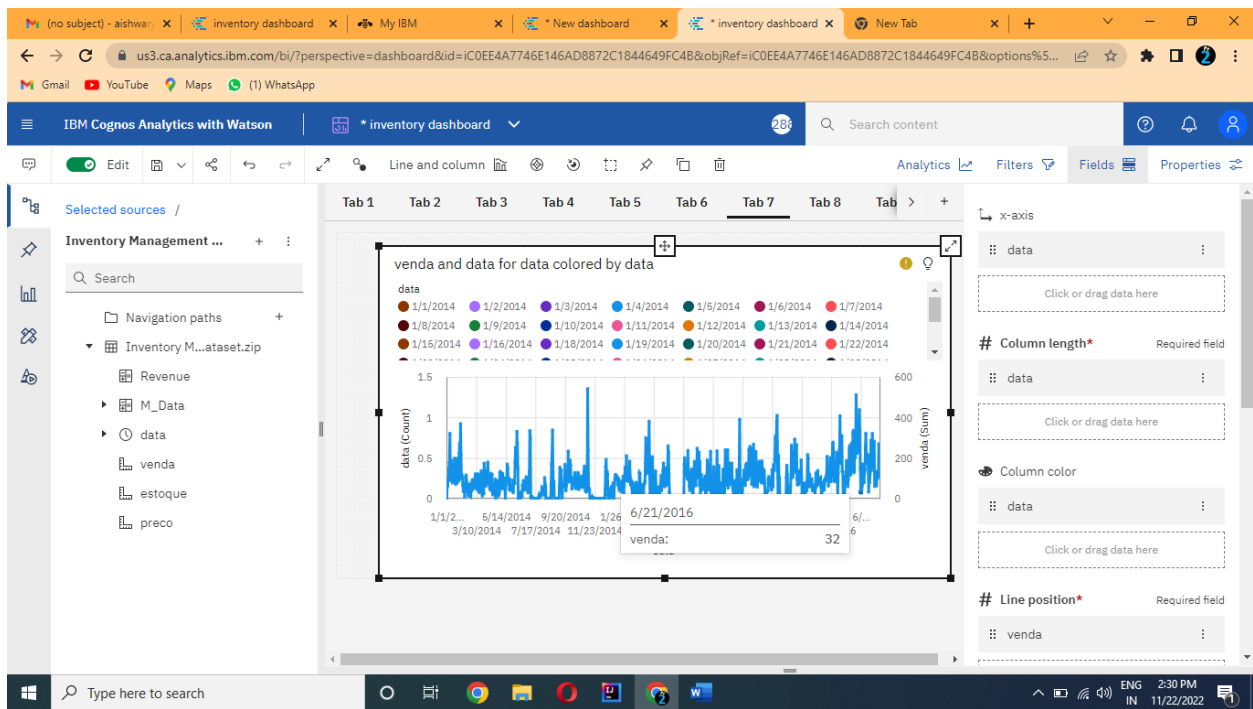 (no subject) - aishwar
inventory dashboard
My IBM
* New dashboard
* inventory dashboard
New Tab
us3.ca.analytics.ibm.com/bi/?perspective=dashboard&id=iC0EE4A7746E146AD8872C1844649FC4B&objRef=iC0EE4A7746E146AD8872C1844649FC4B&options%5...
Gmail YouTube Maps (1) WhatsApp
IBM Cognos Analytics with Watson
* inventory dashboard
288
Search content
Edit
Line and column
Analytics Filters Fields Properties
Selected sources /
Inventory Management ...
Search
Navigation paths
Inventory M...ataset.zip
Revenue
M_Data
data
venda
estoque
preco
Tab 1 Tab 2 Tab 3 Tab 4 Tab 5 Tab 6 Tab 7 Tab 8 Tab
venda and data for data colored by data
data
1/1/2014 1/2/2014 1/3/2014 1/4/2014 1/5/2014 1/6/2014 1/7/2014
1/8/2014 1/9/2014 1/10/2014 1/11/2014 1/12/2014 1/13/2014 1/14/2014
1/15/2014 1/16/2014 1/18/2014 1/19/2014 1/20/2014 1/21/2014 1/22/2014
1.5 600
1 400
0.5 200
0 0
data (Count)
venda (Sum)
1/1/2... 5/14/2014 9/20/2014 1/26 6/...
3/10/2014 7/17/2014 11/23/2014 6
6/21/2016
venda: 32
x-axis
data
Click or drag data here
# Column length* Required field
data
Click or drag data here
Column color
data
Click or drag data here
# Line position* Required field
venda
Type here to search
ENG
IN
2:30 PM
11/22/2022
1